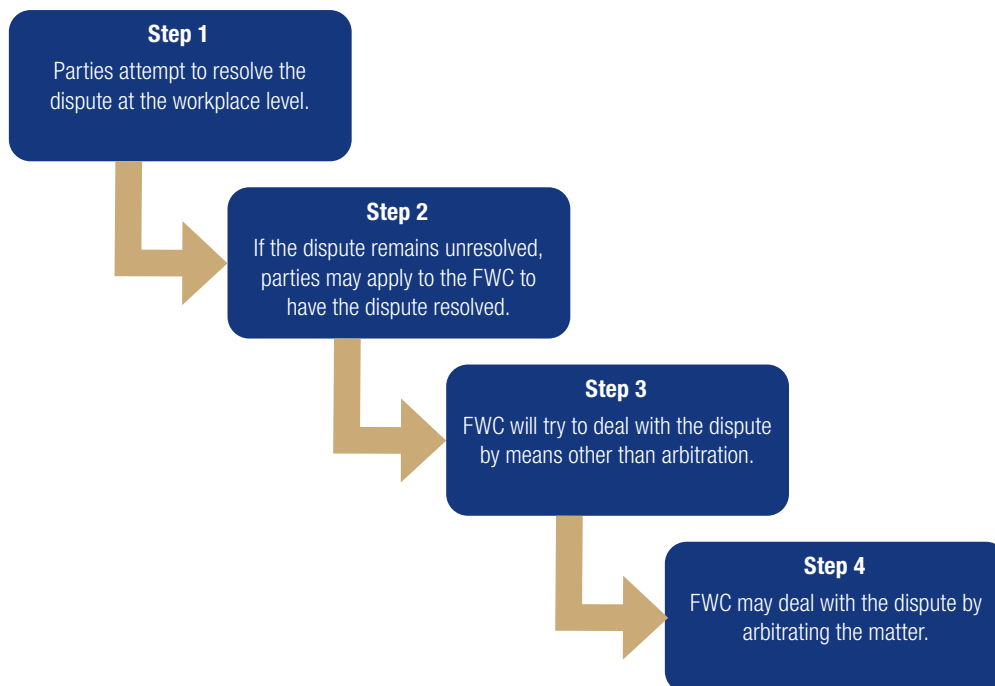 Step 1
Parties attempt to resolve the
dispute at the workplace level.
Step 2
If the dispute remains unresolved,
parties may apply to the FWC to
have the dispute resolved.
Step 3
FWC will try to deal with the dispute
by means other than arbitration.
Step 4
FWC may deal with the dispute by
arbitrating the matter.